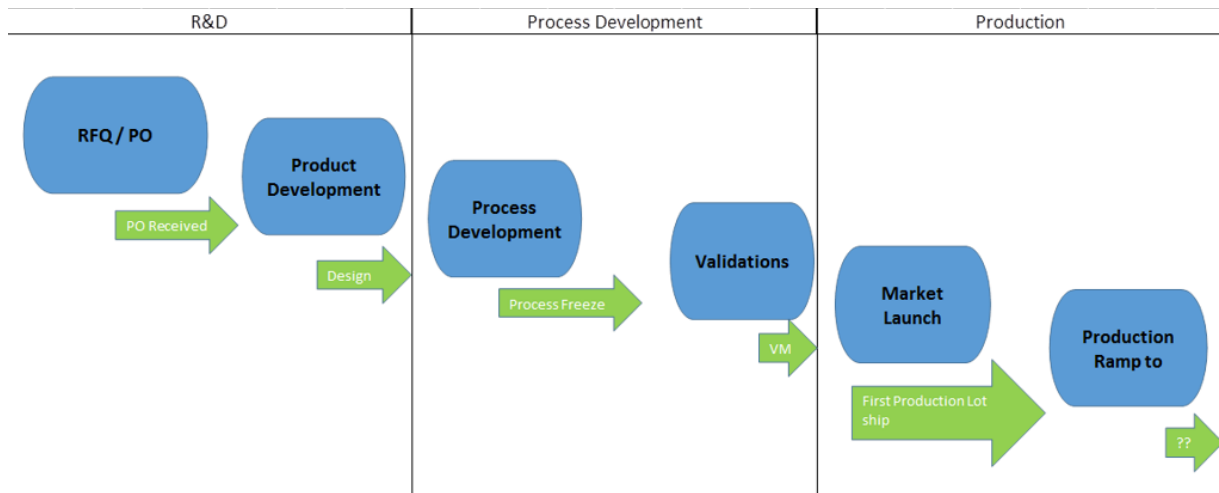 R&D
Process Development
Production
RFQ / PO
PO Received
Product
Development
Design
Process
Development
Process Freeze
Validations
VM
Market
Launch
First Production Lot
ship
Production
Ramp to
??